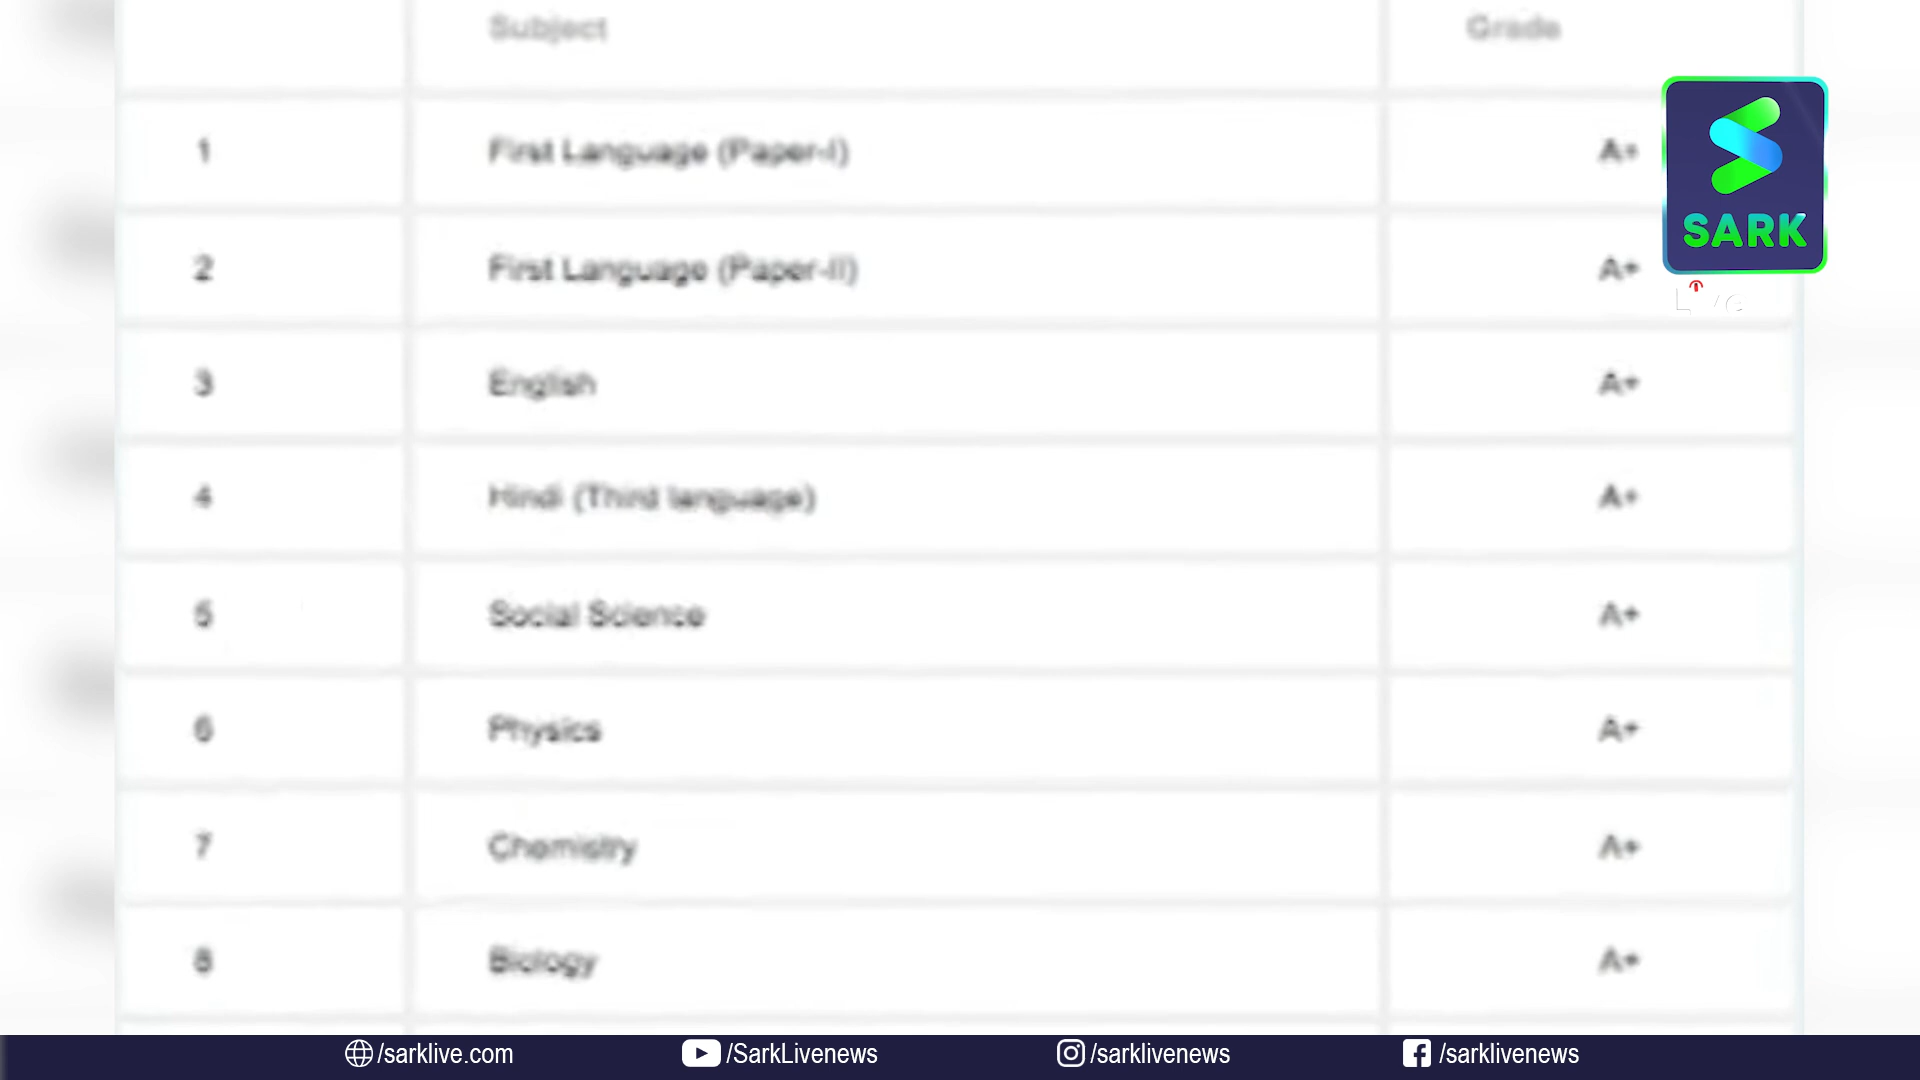 Subject Grade
1 First Language (Paper-I) A+
2 First Language (Paper-II) A+
3 English A+
4 Hindi (Third language) A+
5 Social Science A+
6 Physics A+
7 Chemistry A+
8 Biology A+
SARK
/sarklive.com /SarkLivenews /sarklivenews /sarklivenews